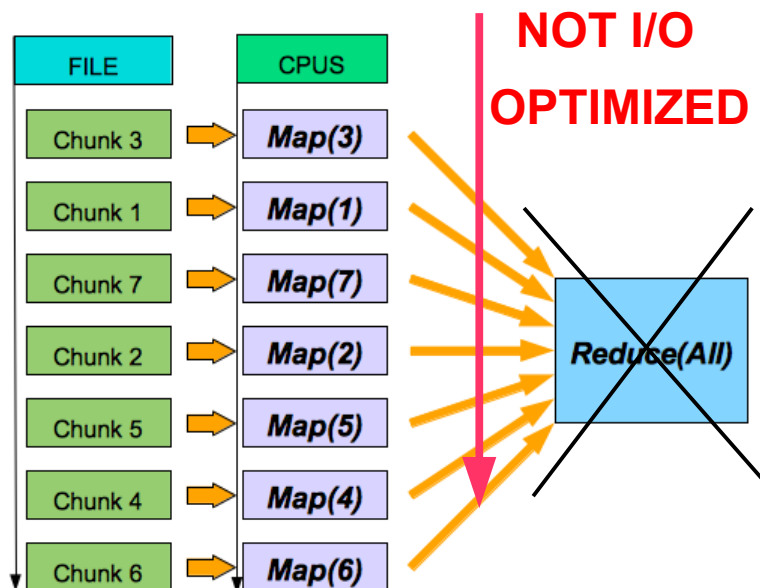 NOT I/O
OPTIMIZED
FILE
CPUS
Chunk 3
Map(3)
Chunk 1
Map(1)
Chunk 7
Map(7)
Chunk 2
Map(2)
Reduce(All)
Chunk 5
Map(5)
Chunk 4
Map(4)
Chunk 6
Map(6)